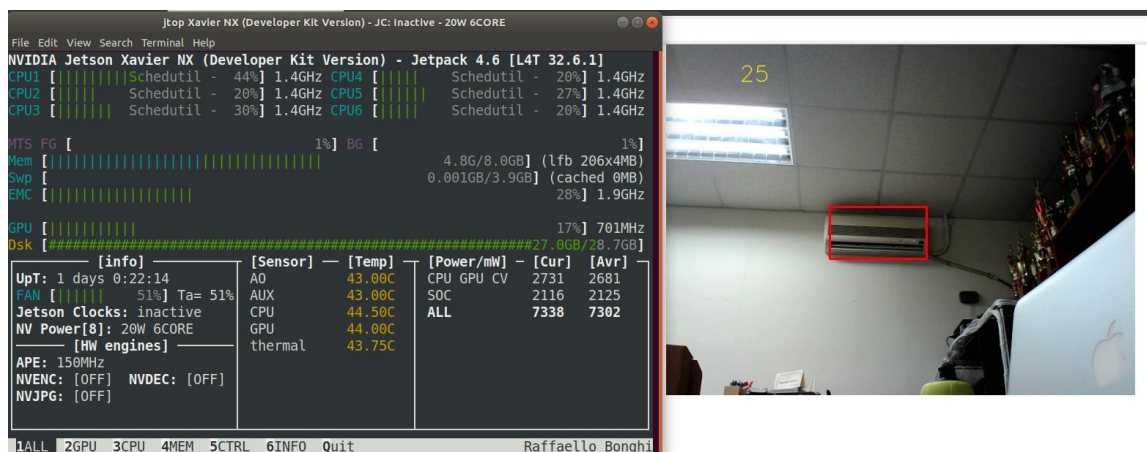 jtop Xavier NX (Developer Kit Version) - JC: Inactive - 20W 6CORE
File Edit View Search Terminal Help
NVIDIA Jetson Xavier NX (Developer Kit Version) - Jetpack 4.6 [L4T 32.6.1]
CPU1 [||||||||||Schedutil - 44%] 1.4GHz CPU4 [||||| Schedutil - 20%] 1.4GHz
CPU2 [||||| Schedutil - 20%] 1.4GHz CPU5 [|||||| Schedutil - 27%] 1.4GHz
CPU3 [||||||| Schedutil - 30%] 1.4GHz CPU6 [||||| Schedutil - 20%] 1.4GHz
MTS FG [ 1%] BG [ 1%]
Mem [|||||||||||||||||||||||||||||||||| 4.8G/8.0GB] (lfb 206x4MB)
Swp [ 0.001GB/3.9GB] (cached 0MB)
EMC [|||||||||||||||||| 28%] 1.9GHz
GPU [||||||||||| 17%] 701MHz
Dsk [############################################################27.0GB/28.7GB]
[info] [Sensor] [Temp] [Power/mW] [Cur] [Avr]
UpT: 1 days 0:22:14 AO 43.00C CPU GPU CV 2731 2681
FAN [|||||| 51%] Ta= 51% AUX 43.00C SOC 2116 2125
Jetson Clocks: inactive CPU 44.50C ALL 7338 7302
NV Power[8]: 20W 6CORE GPU 44.00C
[HW engines] thermal 43.75C
APE: 150MHz
NVENC: [OFF] NVDEC: [OFF]
NVJPG: [OFF]
1ALL 2GPU 3CPU 4MEM 5CTRL 6INFO Quit Raffaello Bonghi
25